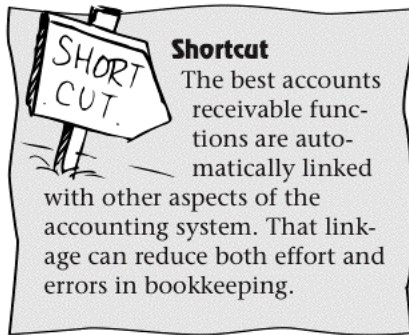 SHORT
CUT.
Shortcut
The best accounts
receivable func-
tions are auto-
matically linked
with other aspects of the
accounting system. That link-
age can reduce both effort and
errors in bookkeeping.